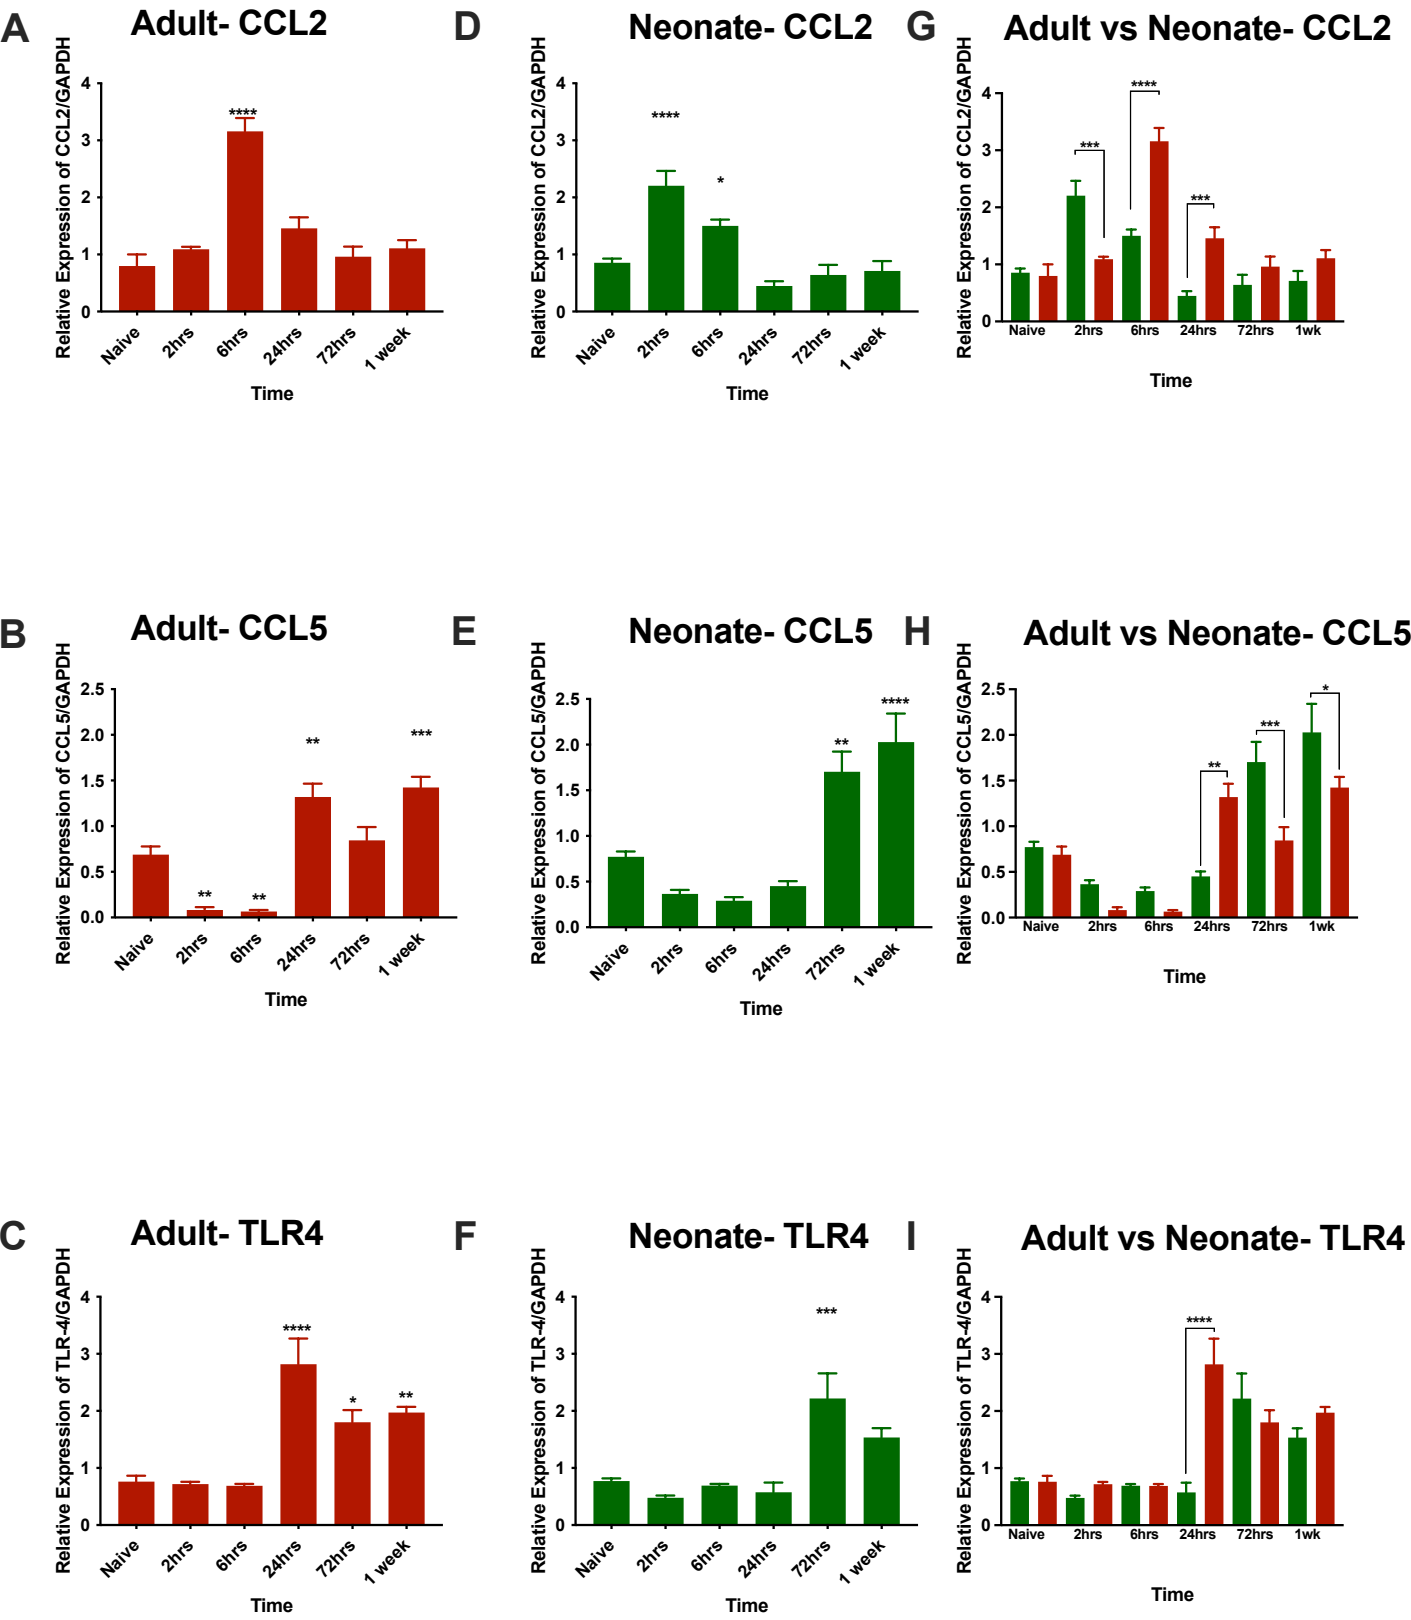 A
Adult- CCL2
Relative Expression of CCL2/GAPDH
4
3
2
1
0
****
Naive
2hrs
6hrs
24hrs
72hrs
1 week
Time
D
Neonate- CCL2
Relative Expression of CCL2/GAPDH
4
3
2
1
0
****
*
Naive
2hrs
6hrs
24hrs
72hrs
1 week
Time
G
Adult vs Neonate- CCL2
Relative Expression of CCL2/GAPDH
4
3
2
1
0
***
****
***
Naive
2hrs
6hrs
24hrs
72hrs
1wk
Time
B
Adult- CCL5
Relative Expression of CCL5/GAPDH
2.5
2.0
1.5
1.0
0.5
0.0
**
**
**
***
Naive
2hrs
6hrs
24hrs
72hrs
1 week
Time
E
Neonate- CCL5
Relative Expression of CCL5/GAPDH
2.5
2.0
1.5
1.0
0.5
0.0
**
****
Naive
2hrs
6hrs
24hrs
72hrs
1 week
Time
H
Adult vs Neonate- CCL5
Relative Expression of CCL5/GAPDH
2.5
2.0
1.5
1.0
0.5
0.0
**
***
*
Naive
2hrs
6hrs
24hrs
72hrs
1wk
Time
C
Adult- TLR4
Relative Expression of TLR-4/GAPDH
4
3
2
1
0
****
*
**
Naive
2hrs
6hrs
24hrs
72hrs
1 week
Time
F
Neonate- TLR4
Relative Expression of TLR-4/GAPDH
4
3
2
1
0
***
Naive
2hrs
6hrs
24hrs
72hrs
1 week
Time
I
Adult vs Neonate- TLR4
Relative Expression of TLR-4/GAPDH
4
3
2
1
0
****
Naive
2hrs
6hrs
24hrs
72hrs
1wk
Time